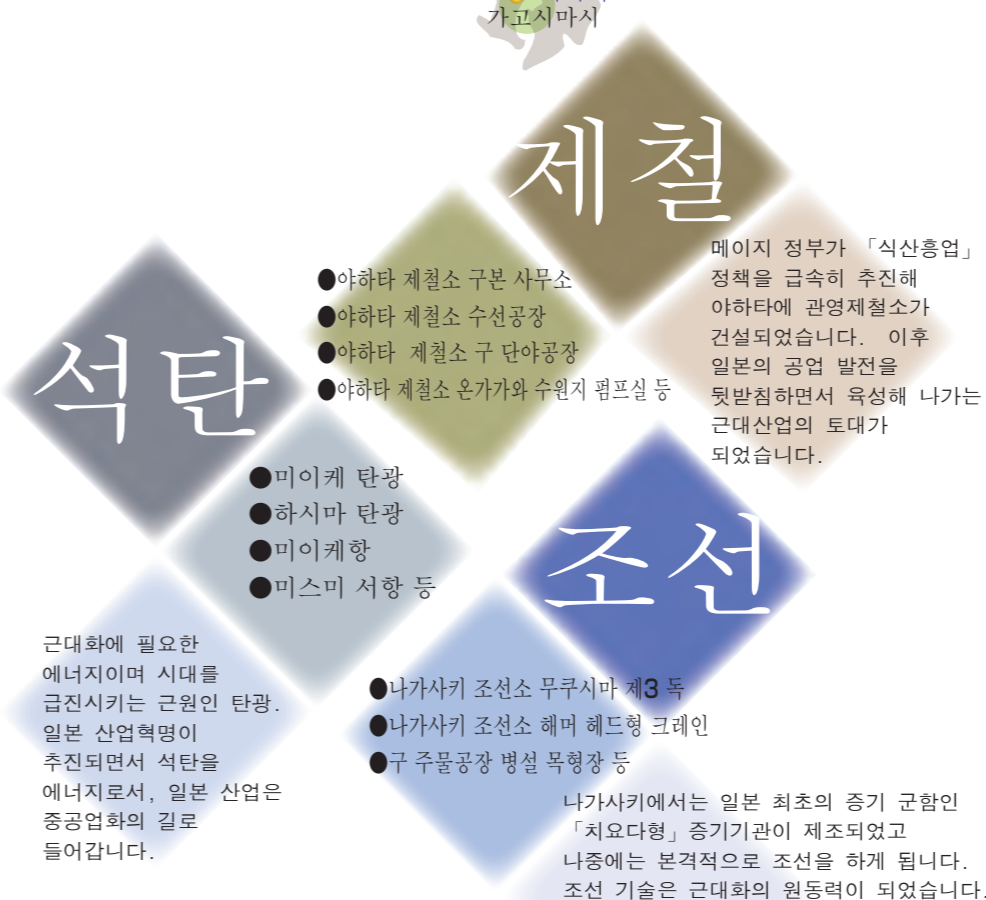 가고시마시
제철
●야하타 제철소 구본 사무소
●야하타 제철소 수선공장
●야하타 제철소 구 단야공장
●야하타 제철소 온가가와 수원지 펌프실 등
메이지 정부가 「식산흥업」
정책을 급속히 추진해
야하타에 관영제철소가
건설되었습니다. 이후
일본의 공업 발전을
뒷받침하면서 육성해 나가는
근대산업의 토대가
되었습니다.
석탄
●미이케 탄광
●하시마 탄광
●미이케항
●미스미 서항 등
근대화에 필요한
에너지이며 시대를
급진시키는 근원인 탄광.
일본 산업혁명이
추진되면서 석탄을
에너지로서, 일본 산업은
중공업화의 길로
들어갑니다.
조선
●나가사키 조선소 무쿠시마 제3 독
●나가사키 조선소 해머 헤드형 크레인
●구 주물공장 병설 목형장 등
나가사키에서는 일본 최초의 증기 군함인
「치요다형」증기기관이 제조되었고
나중에는 본격적으로 조선을 하게 됩니다.
조선 기술은 근대화의 원동력이 되었습니다.